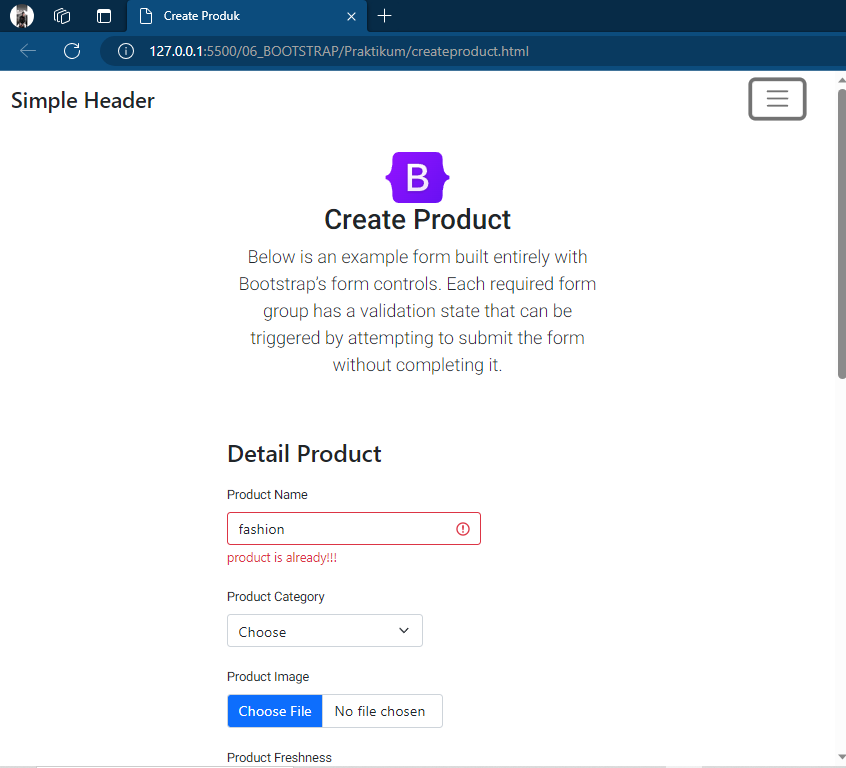 Create Produk
127.0.0.1:5500/06_BOOTSTRAP/Praktikum/createproduct.html
Simple Header
B
Create Product
Below is an example form built entirely with
Bootstrap’s form controls. Each required form
group has a validation state that can be
triggered by attempting to submit the form
without completing it.
Detail Product
Product Name
fashion
product is already!!!
Product Category
Choose
Product Image
Choose File No file chosen
Product Freshness